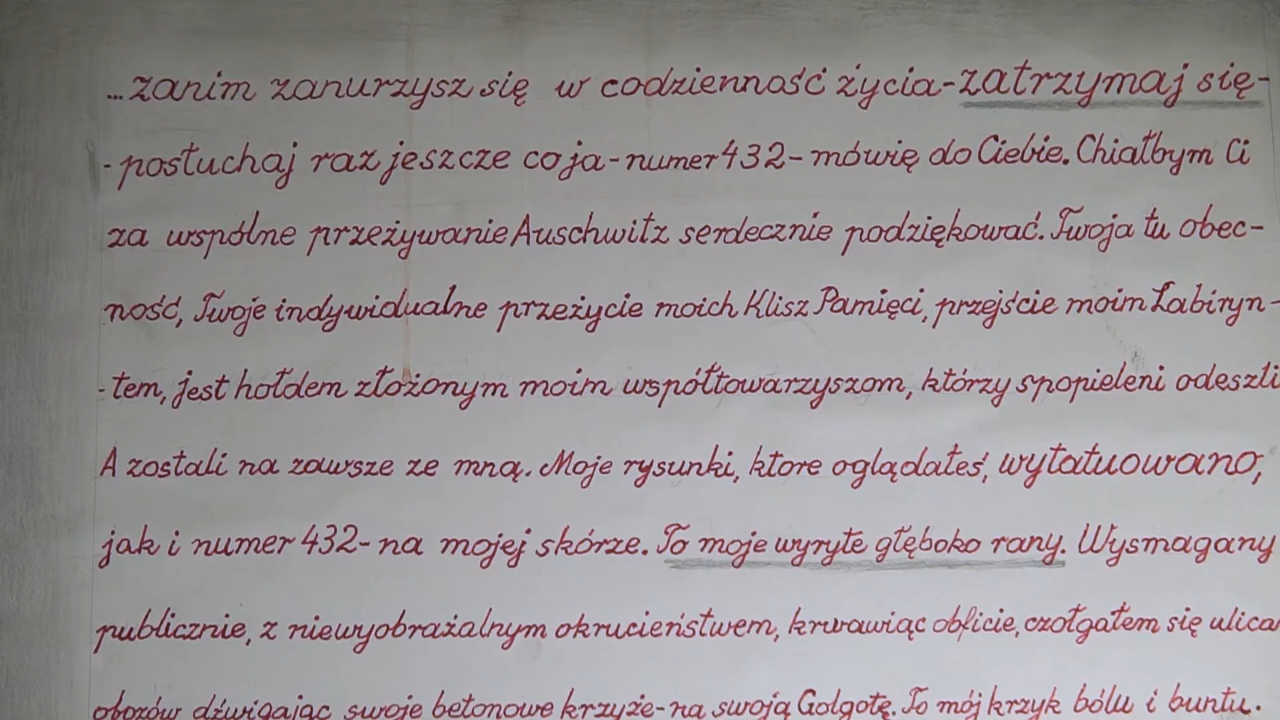 ...zanim zanurzysz się w codzienność życia-zatrzymaj się-
-posłuchaj raz jeszcze co ja-numer 432-mówię do Ciebie. Chiałbym Ci
za wspólne przeżywanie Auschwitz serdecznie podziękować. Twoja tu obec-
ność, Twoje indywidualne przeżycie moich Klisz Pamięci, przejście moim Labiryn-
-tem, jest hołdem złożonym moim współtowarzyszom, którzy spopieleni odeszli
A zostali na zawsze ze mną. Moje rysunki, ktore oglądałeś, wytatuowano,
jak i numer 432-na mojej skórze. To moje wyryte głęboko rany. Wysmagany
publicznie, z niewyobrażalnym okrucieństwem, krwawiąc obficie, czołgałem się ulica
obozów dźwigając swoje betonowe krzyże-na swoją Golgotę. To mój krzyk bólu i buntu.